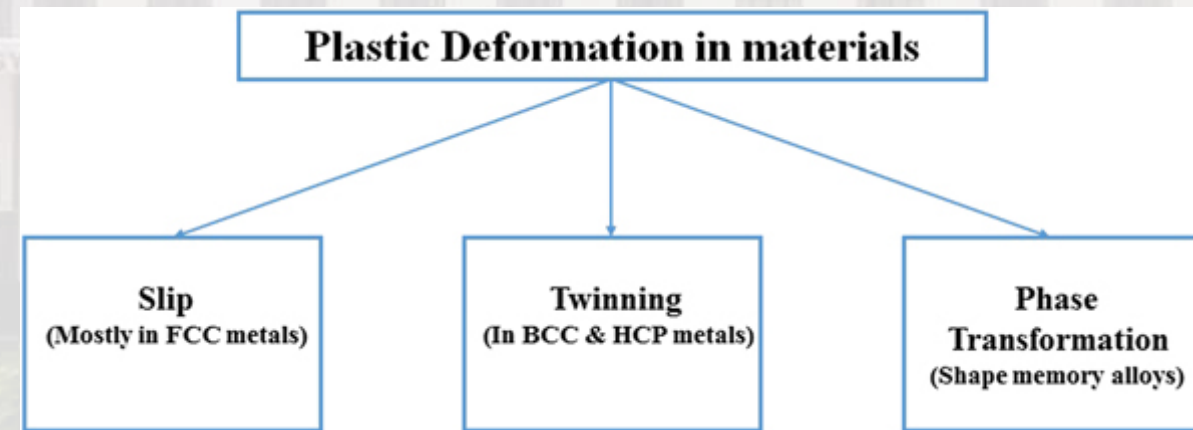 Plastic Deformation in materials
Slip
(Mostly in FCC metals)
Twinning
(In BCC & HCP metals)
Phase
Transformation
(Shape memory alloys)